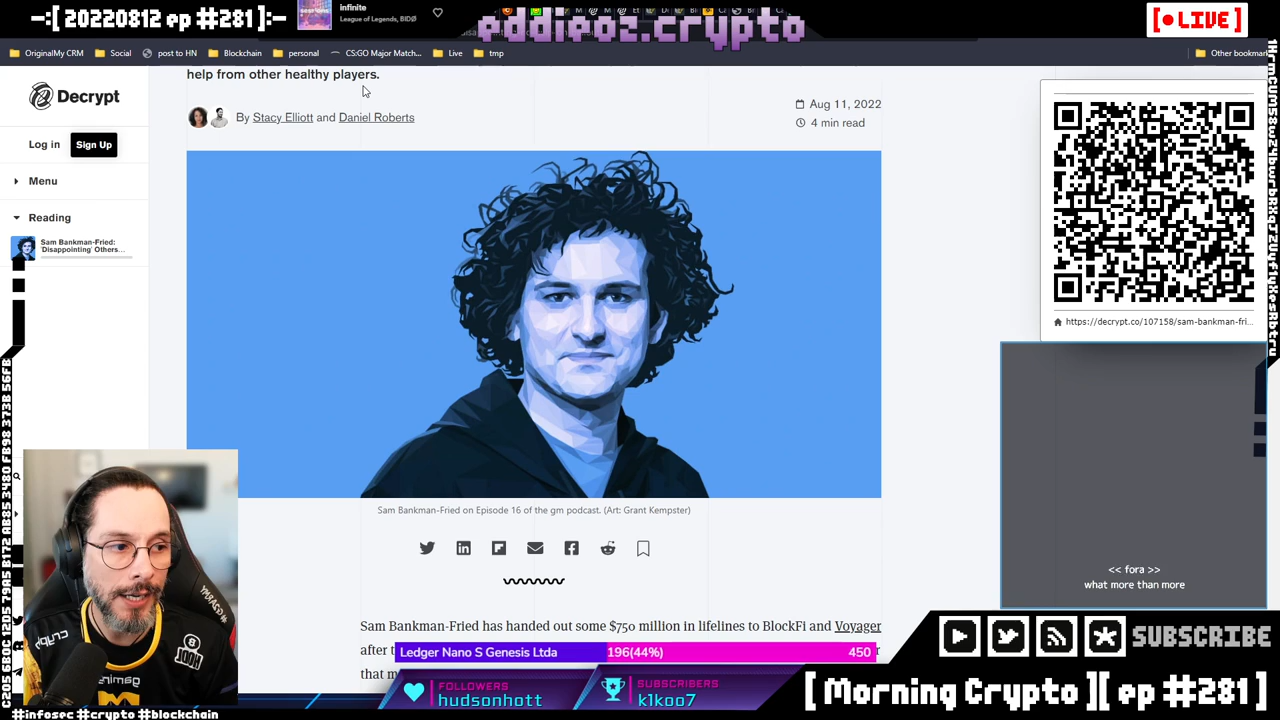 -:[ 20220812 ep #281 ]:-
infinite
League of Legends, BIDØ
eddieoz.crypto
[● LIVE ]
OriginalMy CRM
Social
post to HN
Blockchain
personal
CS:GO Major Match...
Live
tmp
Other bookmar
Decrypt
Log in
Sign Up
Menu
Reading
Sam Bankman-Fried:
'Disappointing' Others...
help from other healthy players.
By Stacy Elliott and Daniel Roberts
Aug 11, 2022
4 min read
Sam Bankman-Fried on Episode 16 of the gm podcast. (Art: Grant Kempster)
Sam Bankman-Fried has handed out some $750 million in lifelines to BlockFi and Voyager
after t
that m
https://decrypt.co/107158/sam-bankman-fri...
<< fora >>
what more than more
Ledger Nano S Genesis Ltda
196(44%)
450
FOLLOWERS
hudsonhott
SUBSCRIBERS
k1koo7
SUBSCRIBE
[ Morning Crypto ][ ep #281 ]
#infosec #crypto #blockchain